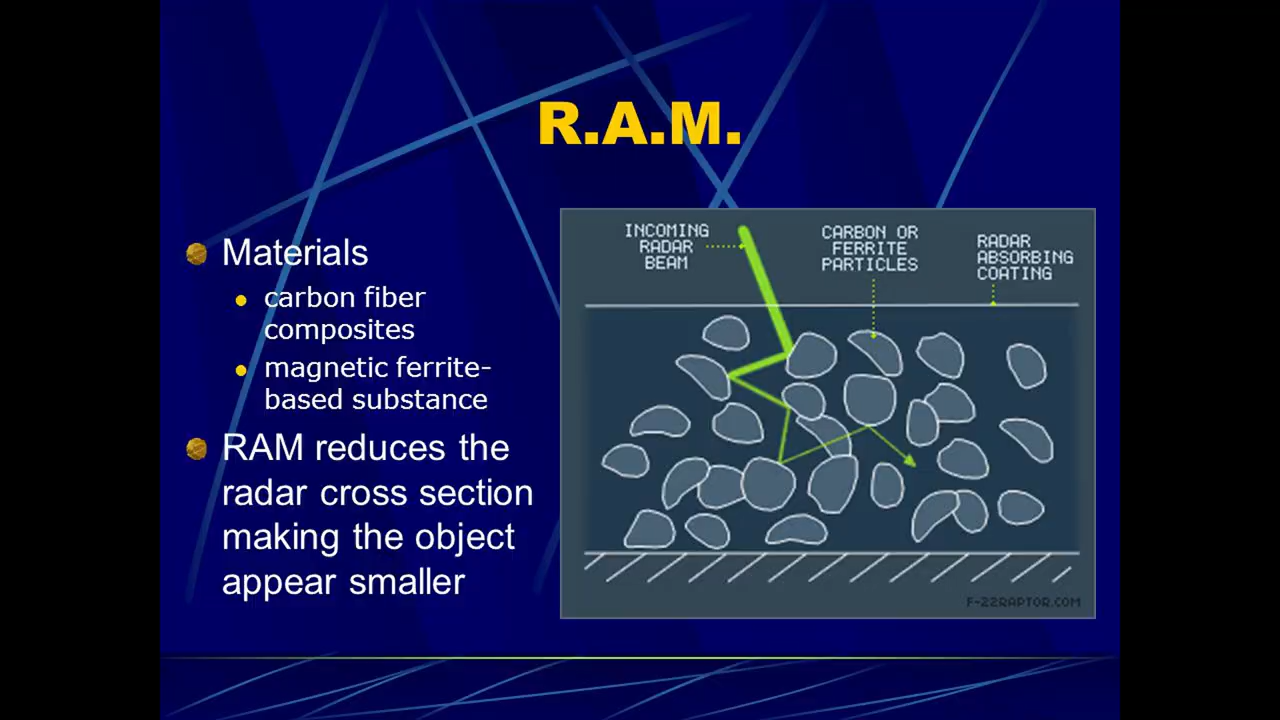 R.A.M.
Materials
carbon fiber
composites
magnetic ferrite-
based substance
RAM reduces the
radar cross section
making the object
appear smaller
INCOMING
RADAR
BEAM
CARBON OR
FERRITE
PARTICLES
RADAR
ABSORBING
COATING
F-22RAPTOR.COM